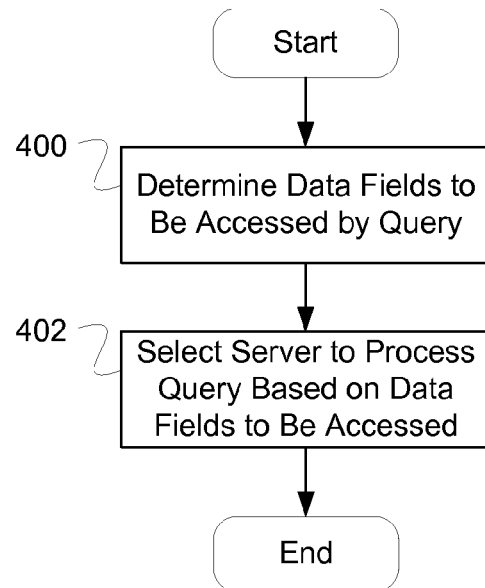 Start
400
Determine Data Fields to
Be Accessed by Query
402
Select Server to Process
Query Based on Data
Fields to Be Accessed
End